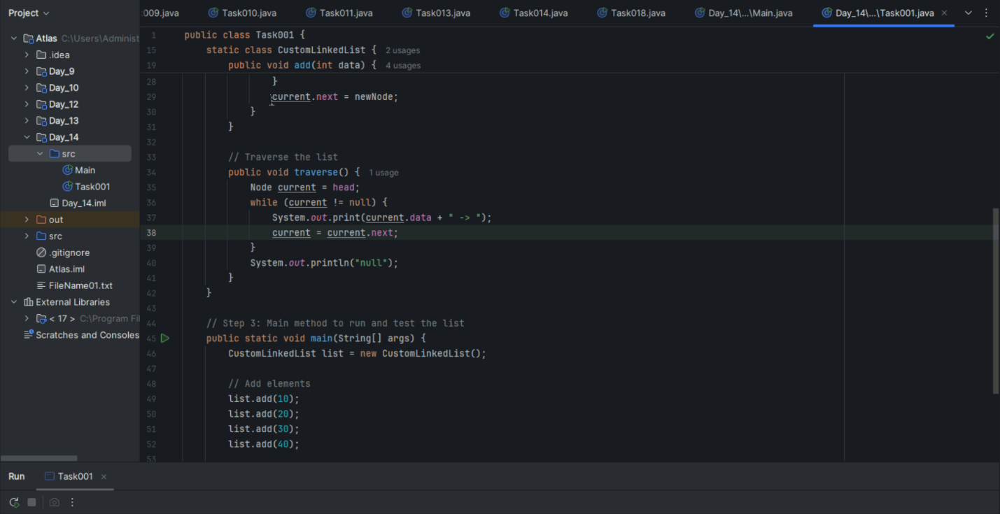 Project
:009.java Task010.java Task011.java Task013.java Task014.java Task018.java Day_14\...\Main.java Day_14\...\Task001.java
Atlas C:\Users\Administ
.idea
Day_9
Day_10
Day_12
Day_13
Day_14
src
Main
Task001
Day_14.iml
out
src
.gitignore
Atlas.iml
FileName01.txt
External Libraries
< 17 > C:\Program Fil
Scratches and Consoles
1 public class Task001 {
15 static class CustomLinkedList { 2 usages
19 public void add(int data) { 4 usages
28 }
29 current.next = newNode;
30 }
31 }
32
33 // Traverse the list
34 public void traverse() { 1 usage
35 Node current = head;
36 while (current != null) {
37 System.out.print(current.data + " -> ");
38 current = current.next;
39 }
40 System.out.println("null");
41 }
42 }
43
44 // Step 3: Main method to run and test the list
45 public static void main(String[] args) {
46 CustomLinkedList list = new CustomLinkedList();
47
48 // Add elements
49 list.add(10);
50 list.add(20);
51 list.add(30);
52 list.add(40);
53
Run Task001